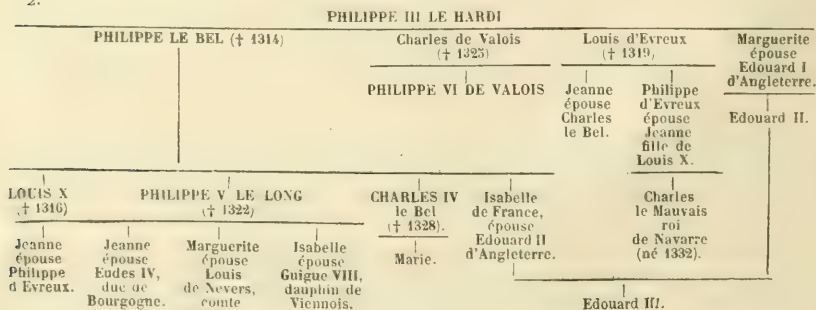 2.
PHILIPPE III LE HARDI
PHILIPPE LE BEL († 1314)
Charles de Valois
(† 1325)
Louis d'Evreux
(† 1319)
Marguerite
épouse
Edouard I
d'Angleterre.
PHILIPPE VI DE VALOIS
Jeanne
épouse
Charles
le Bel.
Philippe
d'Evreux
épouse
Jeanne
fille de
Louis X.
Edouard II.
LOUIS X
(† 1316)
PHILIPPE V LE LONG
(† 1322)
CHARLES IV
le Bel
(† 1328).
Isabelle
de France,
épouse
Edouard II
d'Angleterre.
Charles
le Mauvais
roi
de Navarre
(né 1332).
Jeanne
épouse
Philippe
d'Evreux.
Jeanne
épouse
Eudes IV,
duc de
Bourgogne.
Marguerite
épouse
Louis
de Nevers,
comte
Isabelle
épouse
Guigue VIII,
dauphin de
Viennois.
Marie.
Edouard III.